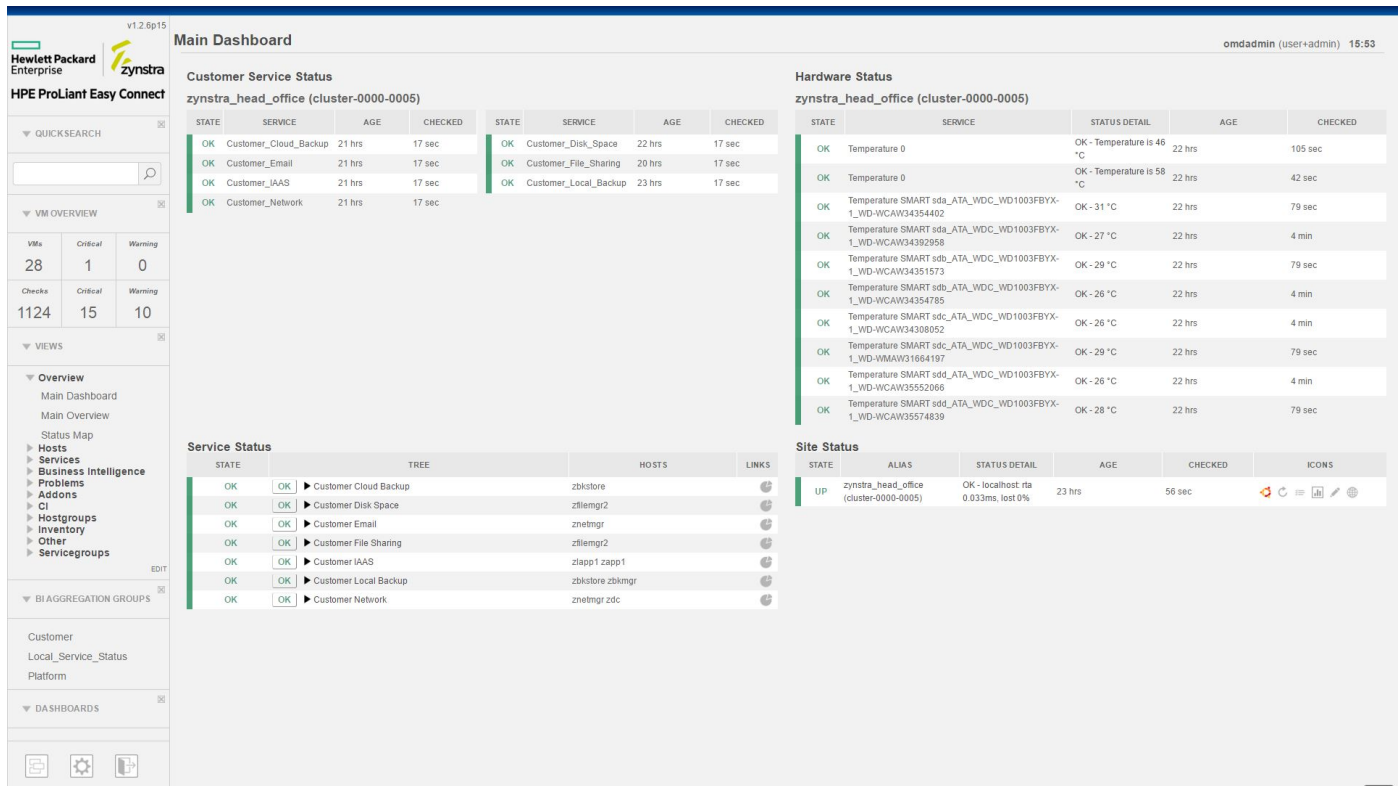 v1.2.6p15
Hewlett Packard
Enterprise
zynstra
HPE ProLiant Easy Connect
QUICKSEARCH
VM OVERVIEW
VMs Critical Warning
28 1 0
Checks Critical Warning
1124 15 10
VIEWS
Overview
Main Dashboard
Main Overview
Status Map
Hosts
Services
Business Intelligence
Problems
Addons
CI
Hostgroups
Inventory
Other
Servicegroups
EDIT
BI AGGREGATION GROUPS
Customer
Local_Service_Status
Platform
DASHBOARDS
Main Dashboard
omdadmin (user+admin) 15:53
Customer Service Status
zynstra_head_office (cluster-0000-0005)
STATE SERVICE AGE CHECKED STATE SERVICE AGE CHECKED
OK Customer_Cloud_Backup 21 hrs 17 sec OK Customer_Disk_Space 22 hrs 17 sec
OK Customer_Email 21 hrs 17 sec OK Customer_File_Sharing 20 hrs 17 sec
OK Customer_IAAS 21 hrs 17 sec OK Customer_Local_Backup 23 hrs 17 sec
OK Customer_Network 21 hrs 17 sec
Hardware Status
zynstra_head_office (cluster-0000-0005)
STATE SERVICE STATUS DETAIL AGE CHECKED
OK Temperature 0 OK - Temperature is 46 °C 22 hrs 105 sec
OK Temperature 0 OK - Temperature is 58 °C 22 hrs 42 sec
OK Temperature SMART sda_ATA_WDC_WD1003FBYX-
1_WD-WCAW34354402 OK - 31 °C 22 hrs 79 sec
OK Temperature SMART sda_ATA_WDC_WD1003FBYX-
1_WD-WCAW34392958 OK - 27 °C 22 hrs 4 min
OK Temperature SMART sdb_ATA_WDC_WD1003FBYX-
1_WD-WCAW34351573 OK - 29 °C 22 hrs 79 sec
OK Temperature SMART sdb_ATA_WDC_WD1003FBYX-
1_WD-WCAW34354785 OK - 26 °C 22 hrs 4 min
OK Temperature SMART sdc_ATA_WDC_WD1003FBYX-
1_WD-WCAW34308052 OK - 26 °C 22 hrs 4 min
OK Temperature SMART sdc_ATA_WDC_WD1003FBYX-
1_WD-WMAW31664197 OK - 29 °C 22 hrs 79 sec
OK Temperature SMART sdd_ATA_WDC_WD1003FBYX-
1_WD-WCAW35552066 OK - 26 °C 22 hrs 4 min
OK Temperature SMART sdd_ATA_WDC_WD1003FBYX-
1_WD-WCAW35574839 OK - 28 °C 22 hrs 79 sec
Service Status
STATE TREE HOSTS LINKS
OK OK Customer Cloud Backup zbkstore
OK OK Customer Disk Space zfilemgr2
OK OK Customer Email znetmgr
OK OK Customer File Sharing zfilemgr2
OK OK Customer IAAS zlapp1 zapp1
OK OK Customer Local Backup zbkstore zbkmgr
OK OK Customer Network znetmgr zdc
Site Status
STATE ALIAS STATUS DETAIL AGE CHECKED ICONS
UP zynstra_head_office (cluster-0000-0005) OK - localhost: rta 0.033ms, lost 0% 23 hrs 56 sec